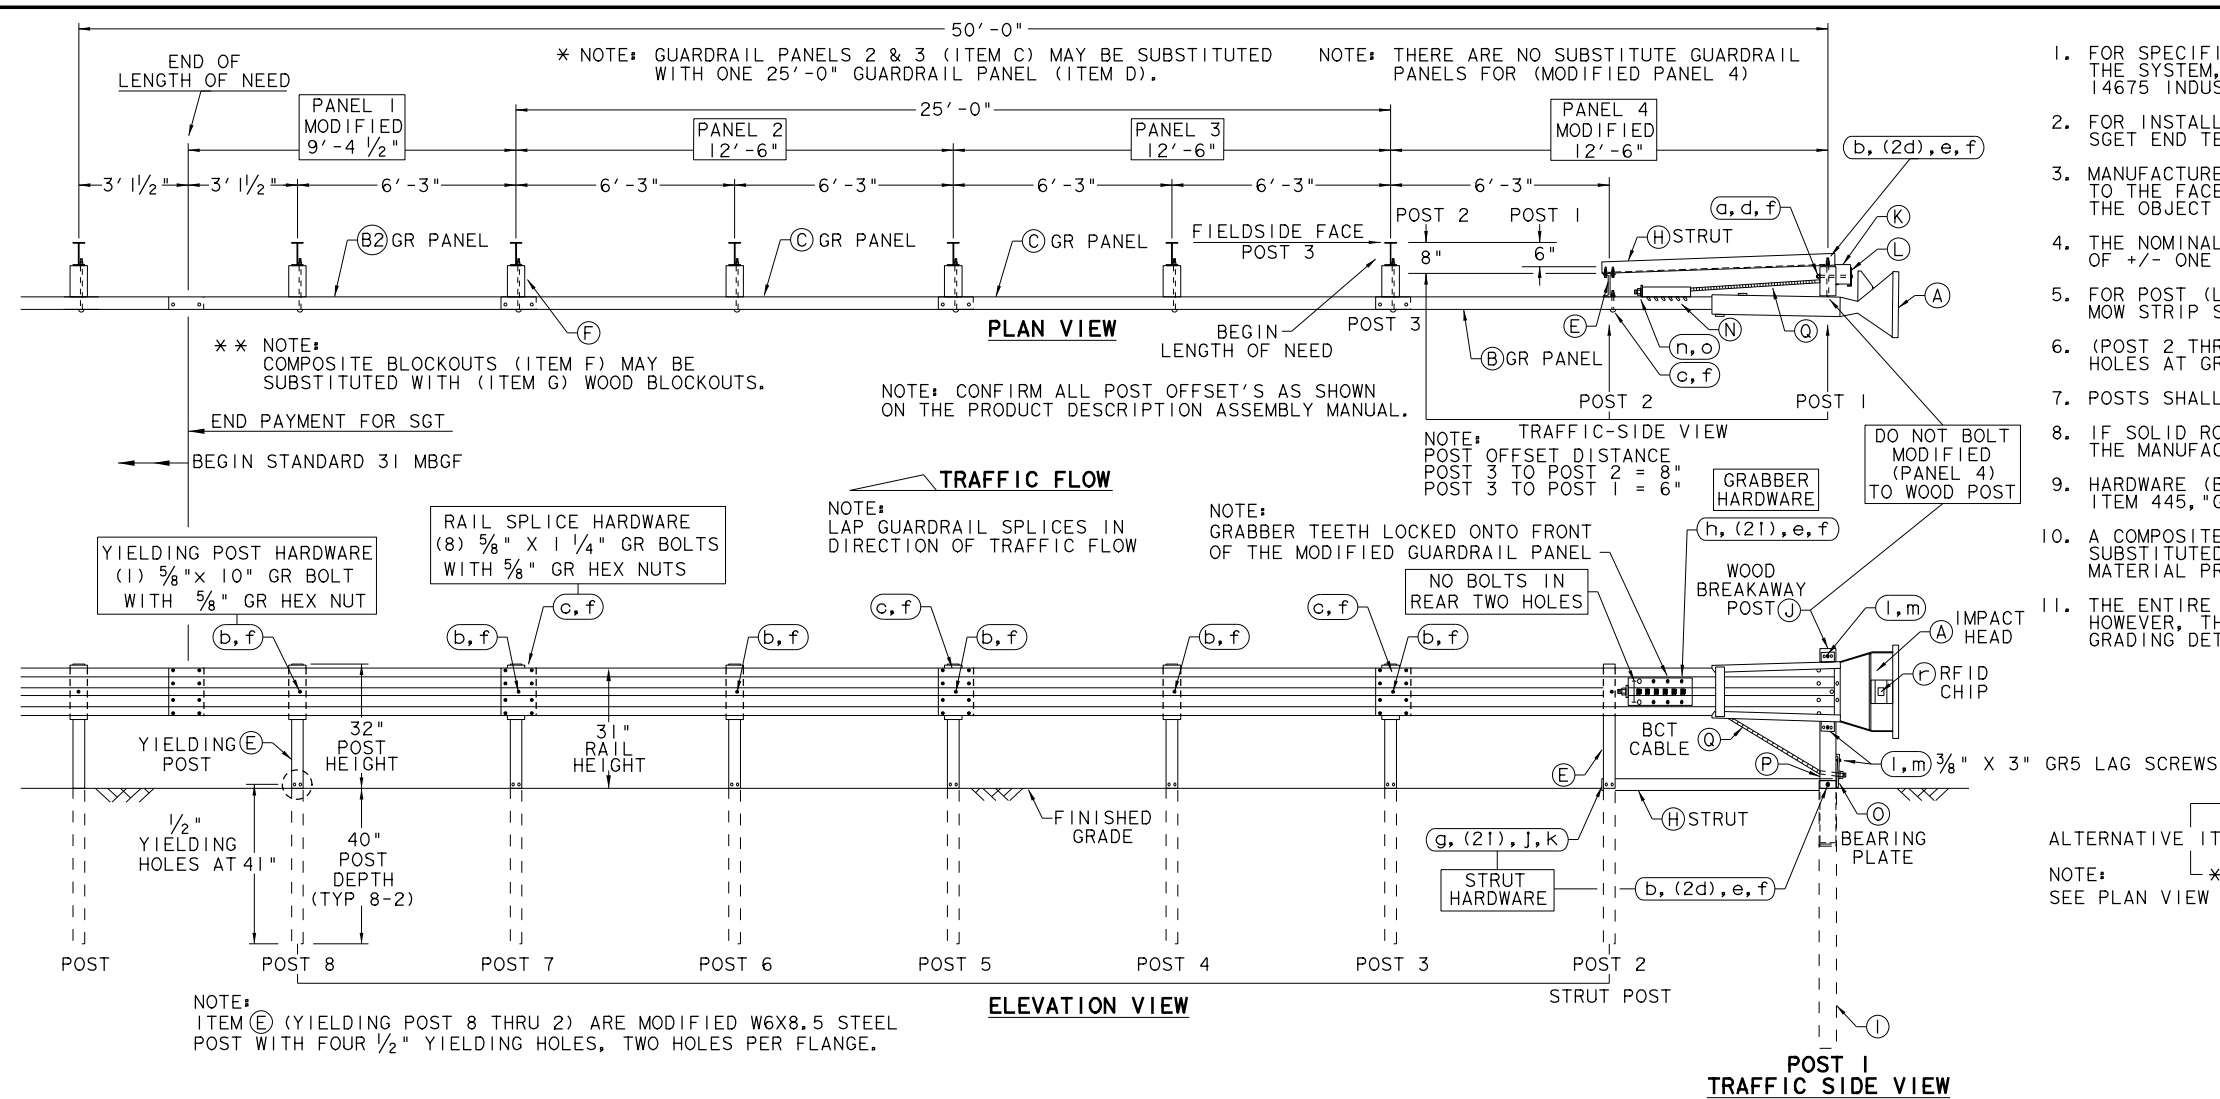 50'-0"
* NOTE: GUARDRAIL PANELS 2 & 3 (ITEM C) MAY BE SUBSTITUTED
WITH ONE 25'-0" GUARDRAIL PANEL (ITEM D).
NOTE: THERE ARE NO SUBSTITUTE GUARDRAIL
PANELS FOR (MODIFIED PANEL 4)
END OF
LENGTH OF NEED
25'-0"
PANEL 1
MODIFIED
9'-4 1/2"
PANEL 2
12'-6"
PANEL 3
12'-6"
PANEL 4
MODIFIED
12'-6"
b, (2d), e, f
3' 1 1/2"
3' 1 1/2"
6'-3"
6'-3"
6'-3"
6'-3"
6'-3"
6'-3"
POST 2
POST 1
a, d, f
K
B2 GR PANEL
C GR PANEL
C GR PANEL
FIELDSIDE FACE
POST 3
8"
6"
H STRUT
L
A
F
PLAN VIEW
BEGIN
LENGTH OF NEED
POST 3
E
N
Q
B GR PANEL
n, o
c, f
* * NOTE:
COMPOSITE BLOCKOUTS (ITEM F) MAY BE
SUBSTITUTED WITH (ITEM G) WOOD BLOCKOUTS.
NOTE: CONFIRM ALL POST OFFSET'S AS SHOWN
ON THE PRODUCT DESCRIPTION ASSEMBLY MANUAL.
POST 2
POST 1
END PAYMENT FOR SGT
BEGIN STANDARD 31 MBGF
TRAFFIC-SIDE VIEW
NOTE:
POST OFFSET DISTANCE
POST 3 TO POST 2 = 8"
POST 3 TO POST 1 = 6"
DO NOT BOLT
MODIFIED
(PANEL 4)
TO WOOD POST
TRAFFIC FLOW
NOTE:
LAP GUARDRAIL SPLICES IN
DIRECTION OF TRAFFIC FLOW
GRABBER
HARDWARE
NOTE:
GRABBER TEETH LOCKED ONTO FRONT
OF THE MODIFIED GUARDRAIL PANEL
h, (2i), e, f
YIELDING POST HARDWARE
(1) 5/8"x 10" GR BOLT
WITH 5/8" GR HEX NUT
RAIL SPLICE HARDWARE
(8) 5/8" X 1 1/4" GR BOLTS
WITH 5/8" GR HEX NUTS
NO BOLTS IN
REAR TWO HOLES
WOOD
BREAKAWAY
POST J
c, f
c, f
c, f
l, m
b, f
b, f
b, f
b, f
b, f
A IMPACT
HEAD
r RFID
CHIP
YIELDING E
POST
32"
POST
HEIGHT
31"
RAIL
HEIGHT
BCT
CABLE
Q
E
P
l, m 3/8" X 3" GR5 LAG SCREWS
1/2"
YIELDING
HOLES AT 41"
40"
POST
DEPTH
(TYP 8-2)
FINISHED
GRADE
H STRUT
O
BEARING
PLATE
g, (2i), j, k
STRUT
HARDWARE
b, (2d), e, f
POST
POST 8
POST 7
POST 6
POST 5
POST 4
POST 3
POST 2
STRUT POST
ELEVATION VIEW
NOTE:
ITEM E (YIELDING POST 8 THRU 2) ARE MODIFIED W6X8.5 STEEL
POST WITH FOUR 1/2" YIELDING HOLES, TWO HOLES PER FLANGE.
I
POST 1
TRAFFIC SIDE VIEW
1. FOR SPECIFI
THE SYSTEM,
14675 INDUS
2. FOR INSTALL
SGET END TE
3. MANUFACTURE
TO THE FACE
THE OBJECT
4. THE NOMINAL
OF +/- ONE
5. FOR POST (L
MOW STRIP S
6. (POST 2 THR
HOLES AT GR
7. POSTS SHALL
8. IF SOLID RO
THE MANUFAC
9. HARDWARE (B
ITEM 445, "G
10. A COMPOSITE
SUBSTITUTED
MATERIAL PR
11. THE ENTIRE
HOWEVER, TH
GRADING DET
ALTERNATIVE IT
NOTE: *
SEE PLAN VIEW